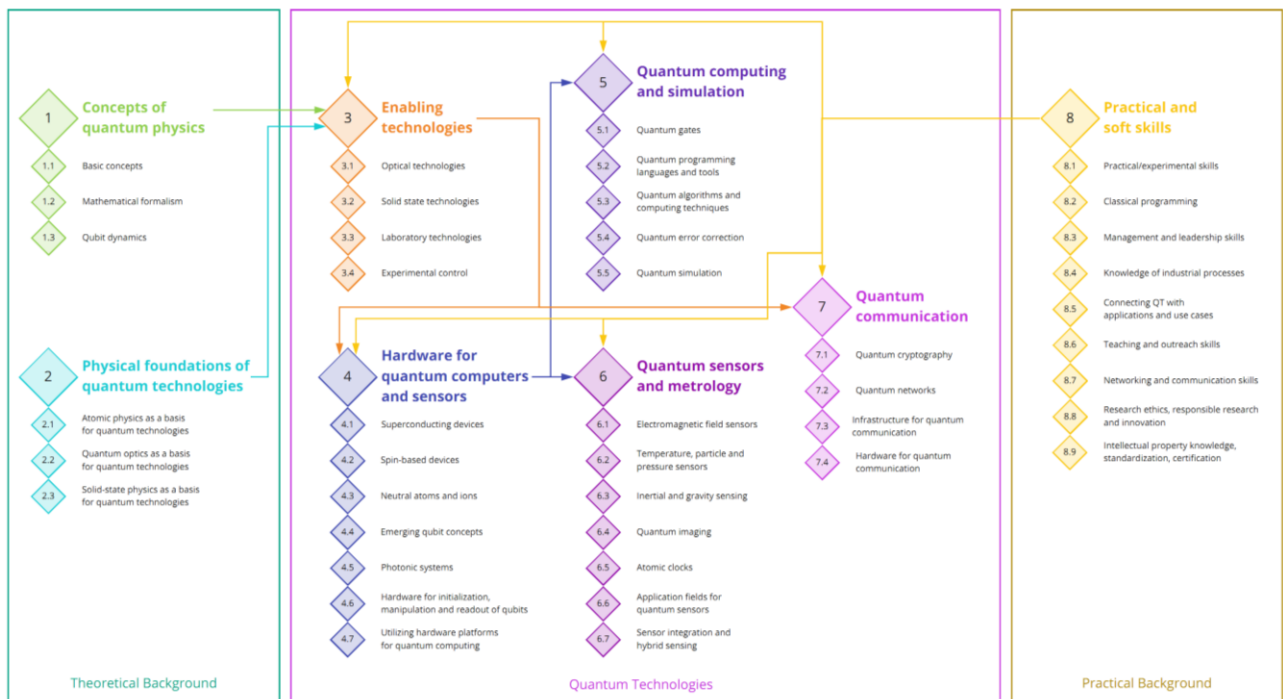 1
Concepts of
quantum physics
1.1
Basic concepts
1.2
Mathematical formalism
1.3
Qubit dynamics
2
Physical foundations of
quantum technologies
2.1
Atomic physics as a basis
for quantum technologies
2.2
Quantum optics as a basis
for quantum technologies
2.3
Solid-state physics as a basis
for quantum technologies
Theoretical Background
3
Enabling
technologies
3.1
Optical technologies
3.2
Solid state technologies
3.3
Laboratory technologies
3.4
Experimental control
4
Hardware for
quantum computers
and sensors
4.1
Superconducting devices
4.2
Spin-based devices
4.3
Neutral atoms and ions
4.4
Emerging qubit concepts
4.5
Photonic systems
4.6
Hardware for initialization,
manipulation and readout of qubits
4.7
Utilizing hardware platforms
for quantum computing
5
Quantum computing
and simulation
5.1
Quantum gates
5.2
Quantum programming
languages and tools
5.3
Quantum algorithms and
computing techniques
5.4
Quantum error correction
5.5
Quantum simulation
6
Quantum sensors
and metrology
6.1
Electromagnetic field sensors
6.2
Temperature, particle and
pressure sensors
6.3
Inertial and gravity sensing
6.4
Quantum imaging
6.5
Atomic clocks
6.6
Application fields for
quantum sensors
6.7
Sensor integration and
hybrid sensing
7
Quantum
communication
7.1
Quantum cryptography
7.2
Quantum networks
7.3
Infrastructure for quantum
communication
7.4
Hardware for quantum
communication
Quantum Technologies
8
Practical and
soft skills
8.1
Practical/experimental skills
8.2
Classical programming
8.3
Management and leadership skills
8.4
Knowledge of industrial processes
8.5
Connecting QT with
applications and use cases
8.6
Teaching and outreach skills
8.7
Networking and communication skills
8.8
Research ethics, responsible research
and innovation
8.9
Intellectual property knowledge,
standardization, certification
Practical Background